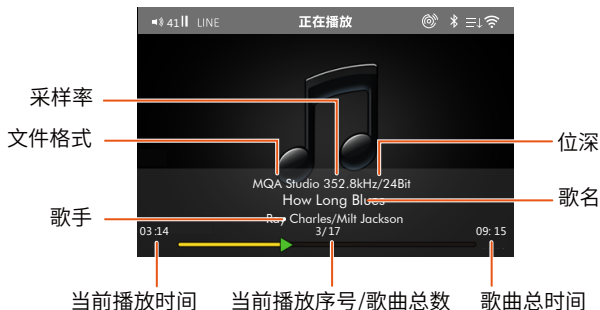 41 LINE 正在播放
采样率
文件格式
位深
MQA Studio 352.8kHz/24Bit
How Long Blues
歌名
歌手
Ray Charles/Milt Jackson
03:14 3/17 09:15
当前播放时间 当前播放序号/歌曲总数 歌曲总时间